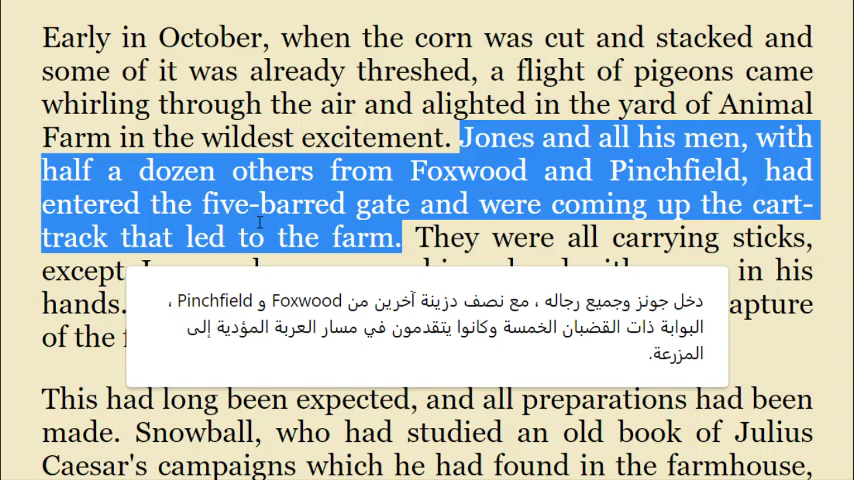 Early in October, when the corn was cut and stacked and
some of it was already threshed, a flight of pigeons came
whirling through the air and alighted in the yard of Animal
Farm in the wildest excitement. Jones and all his men, with
half a dozen others from Foxwood and Pinchfield, had
entered the five-barred gate and were coming up the cart-
track that led to the farm. They were all carrying sticks,
except in his
hands.
of the
دخل جونز وجميع رجاله ، مع نصف دزينة آخرين من Foxwood و Pinchfield ،
البوابة ذات القضبان الخمسة وكانوا يتقدمون في مسار العربة المؤدية إلى
المزرعة.
This had long been expected, and all preparations had been
made. Snowball, who had studied an old book of Julius
Caesar's campaigns which he had found in the farmhouse,